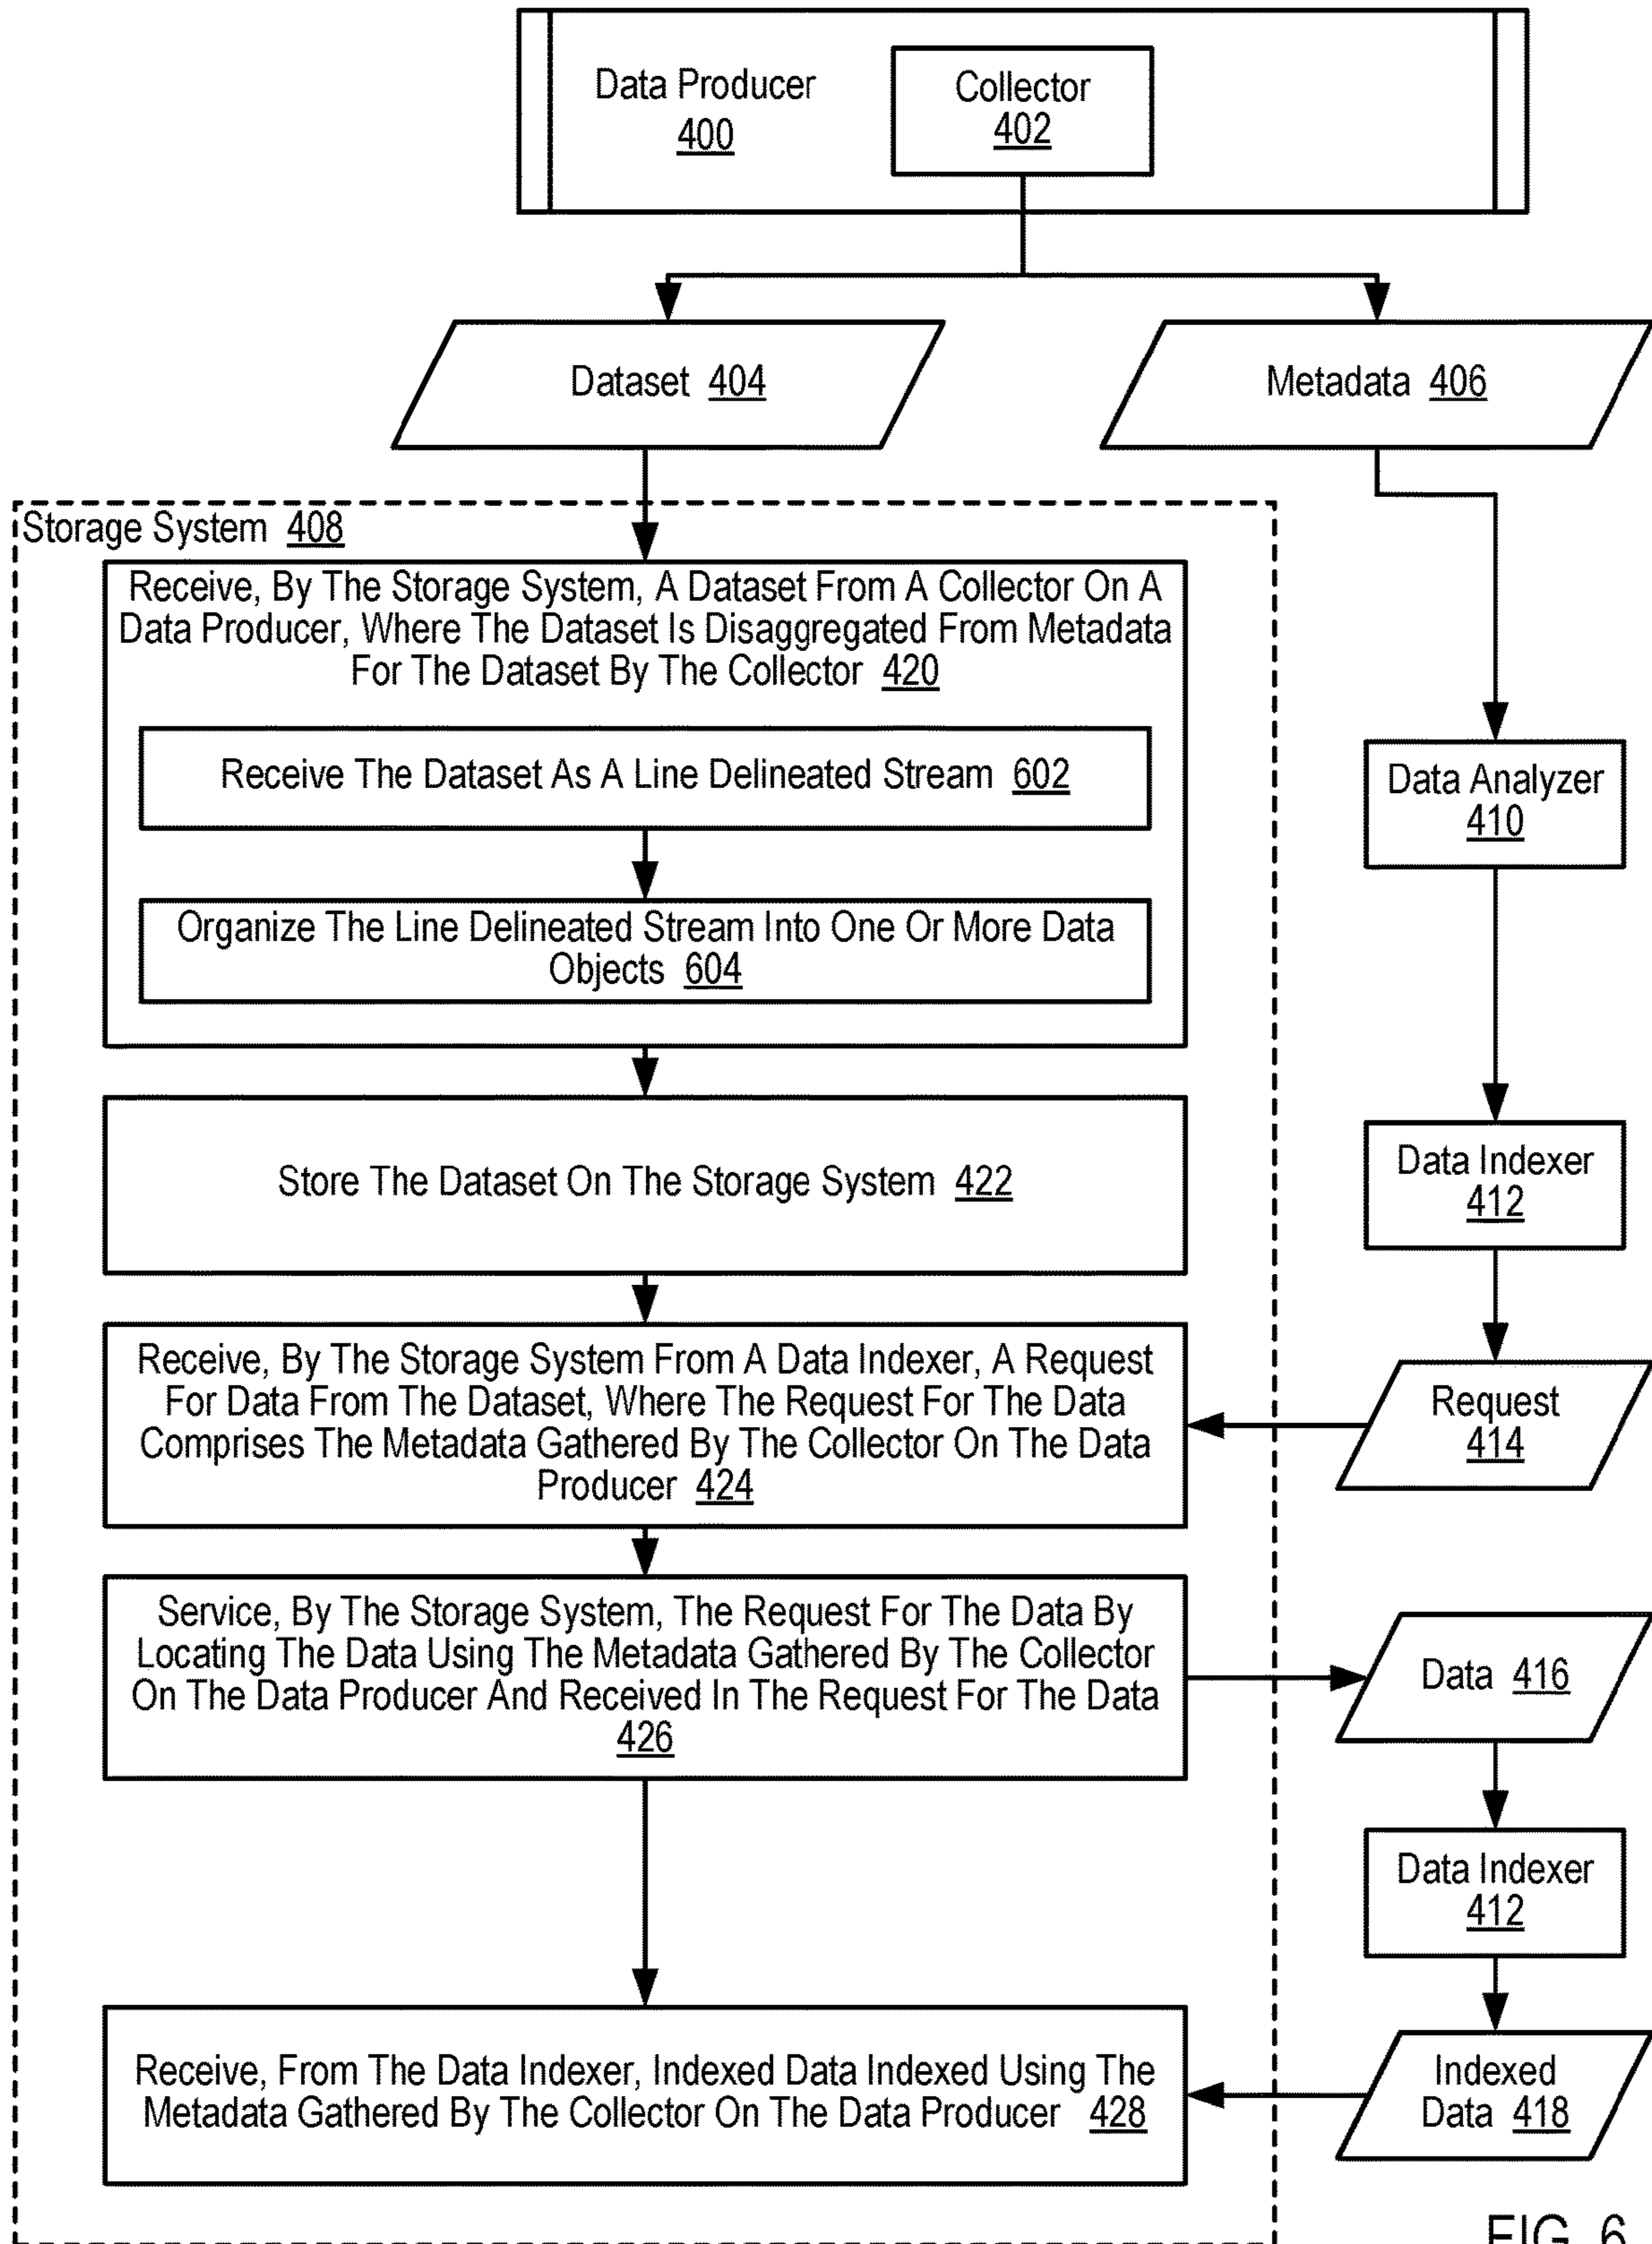 Data Producer
400
Collector
402
Dataset 404
Metadata 406
Storage System 408
Receive, By The Storage System, A Dataset From A Collector On A
Data Producer, Where The Dataset Is Disaggregated From Metadata
For The Dataset By The Collector 420
Receive The Dataset As A Line Delineated Stream 602
Organize The Line Delineated Stream Into One Or More Data
Objects 604
Data Analyzer
410
Store The Dataset On The Storage System 422
Data Indexer
412
Receive, By The Storage System From A Data Indexer, A Request
For Data From The Dataset, Where The Request For The Data
Comprises The Metadata Gathered By The Collector On The Data
Producer 424
Request
414
Service, By The Storage System, The Request For The Data By
Locating The Data Using The Metadata Gathered By The Collector
On The Data Producer And Received In The Request For The Data
426
Data 416
Data Indexer
412
Receive, From The Data Indexer, Indexed Data Indexed Using The
Metadata Gathered By The Collector On The Data Producer 428
Indexed
Data 418
FIG. 6